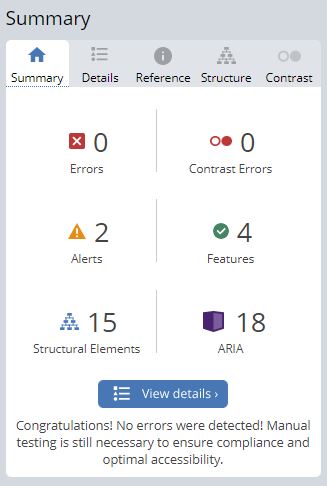 Summary
Summary Details Reference Structure Contrast
0 0
Errors Contrast Errors
2 4
Alerts Features
15 18
Structural Elements ARIA
View details ›
Congratulations! No errors were detected! Manual
testing is still necessary to ensure compliance and
optimal accessibility.